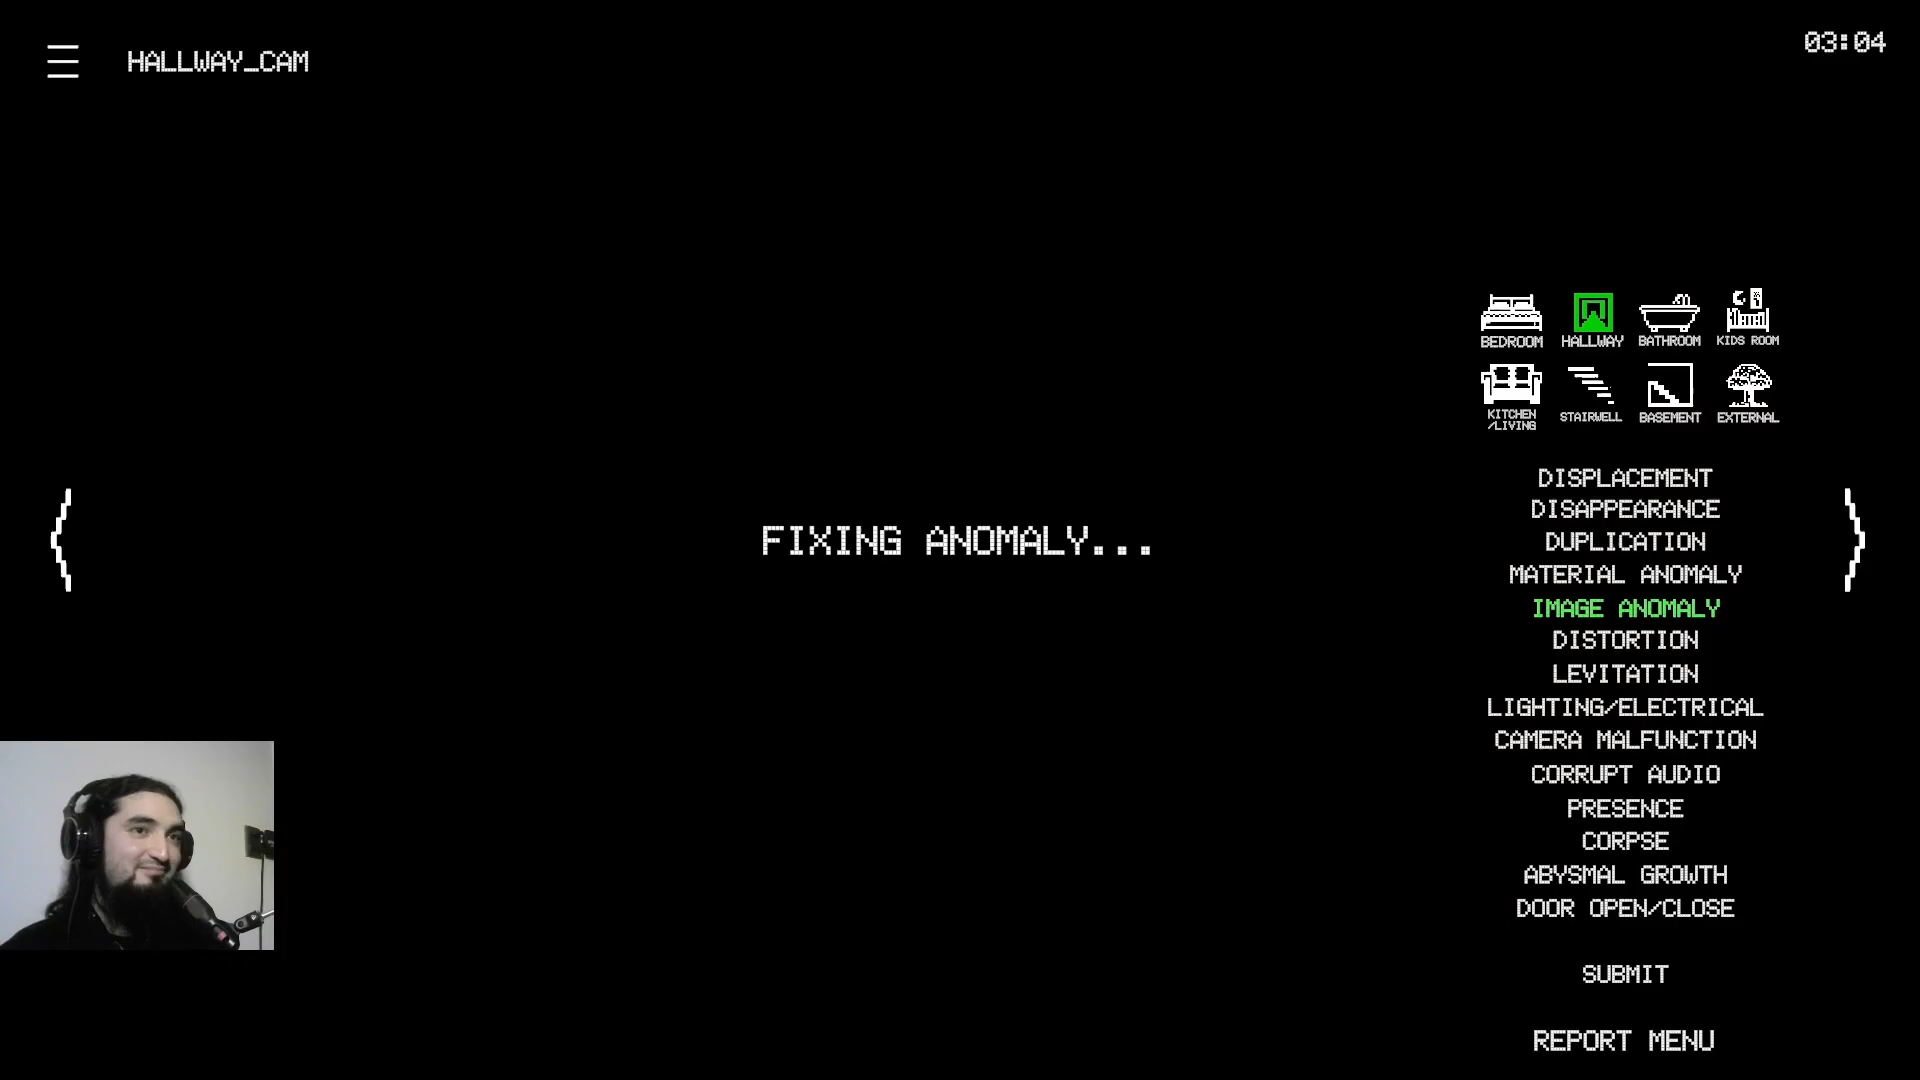 HALLWAY_CAM
03:04
BEDROOM
HALLWAY
BATHROOM
KIDS ROOM
KITCHEN
/LIVING
STAIRWELL
BASEMENT
EXTERNAL
DISPLACEMENT
DISAPPEARANCE
DUPLICATION
MATERIAL ANOMALY
IMAGE ANOMALY
DISTORTION
LEVITATION
LIGHTING/ELECTRICAL
CAMERA MALFUNCTION
CORRUPT AUDIO
PRESENCE
CORPSE
ABYSMAL GROWTH
DOOR OPEN/CLOSE
SUBMIT
REPORT MENU
FIXING ANOMALY...